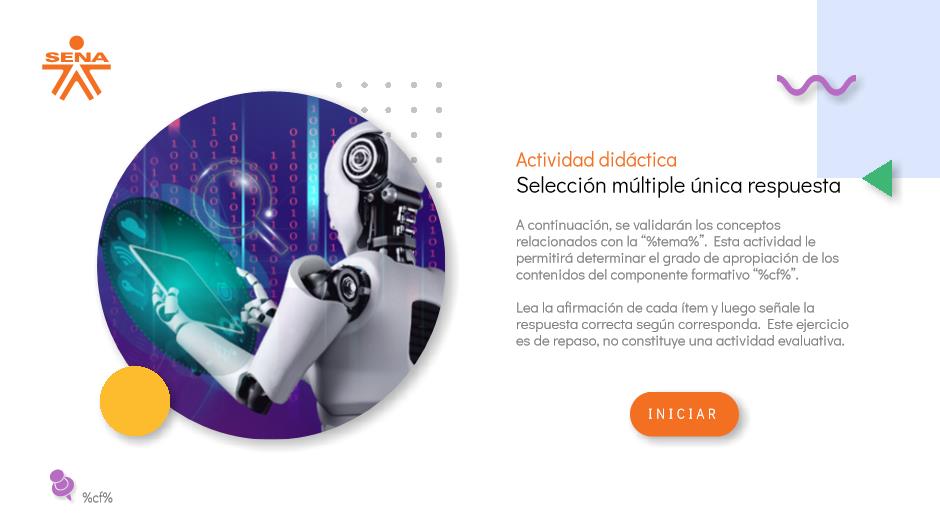 SENA
Actividad didáctica
Selección múltiple única respuesta
A continuación, se validarán los conceptos
relacionados con la “%tema%”.  Esta actividad le
permitirá determinar el grado de apropiación de los
contenidos del componente formativo “%cf%”.
Lea la afirmación de cada ítem y luego señale la
respuesta correcta según corresponda.  Este ejercicio
es de repaso, no constituye una actividad evaluativa.
INICIAR
%cf%